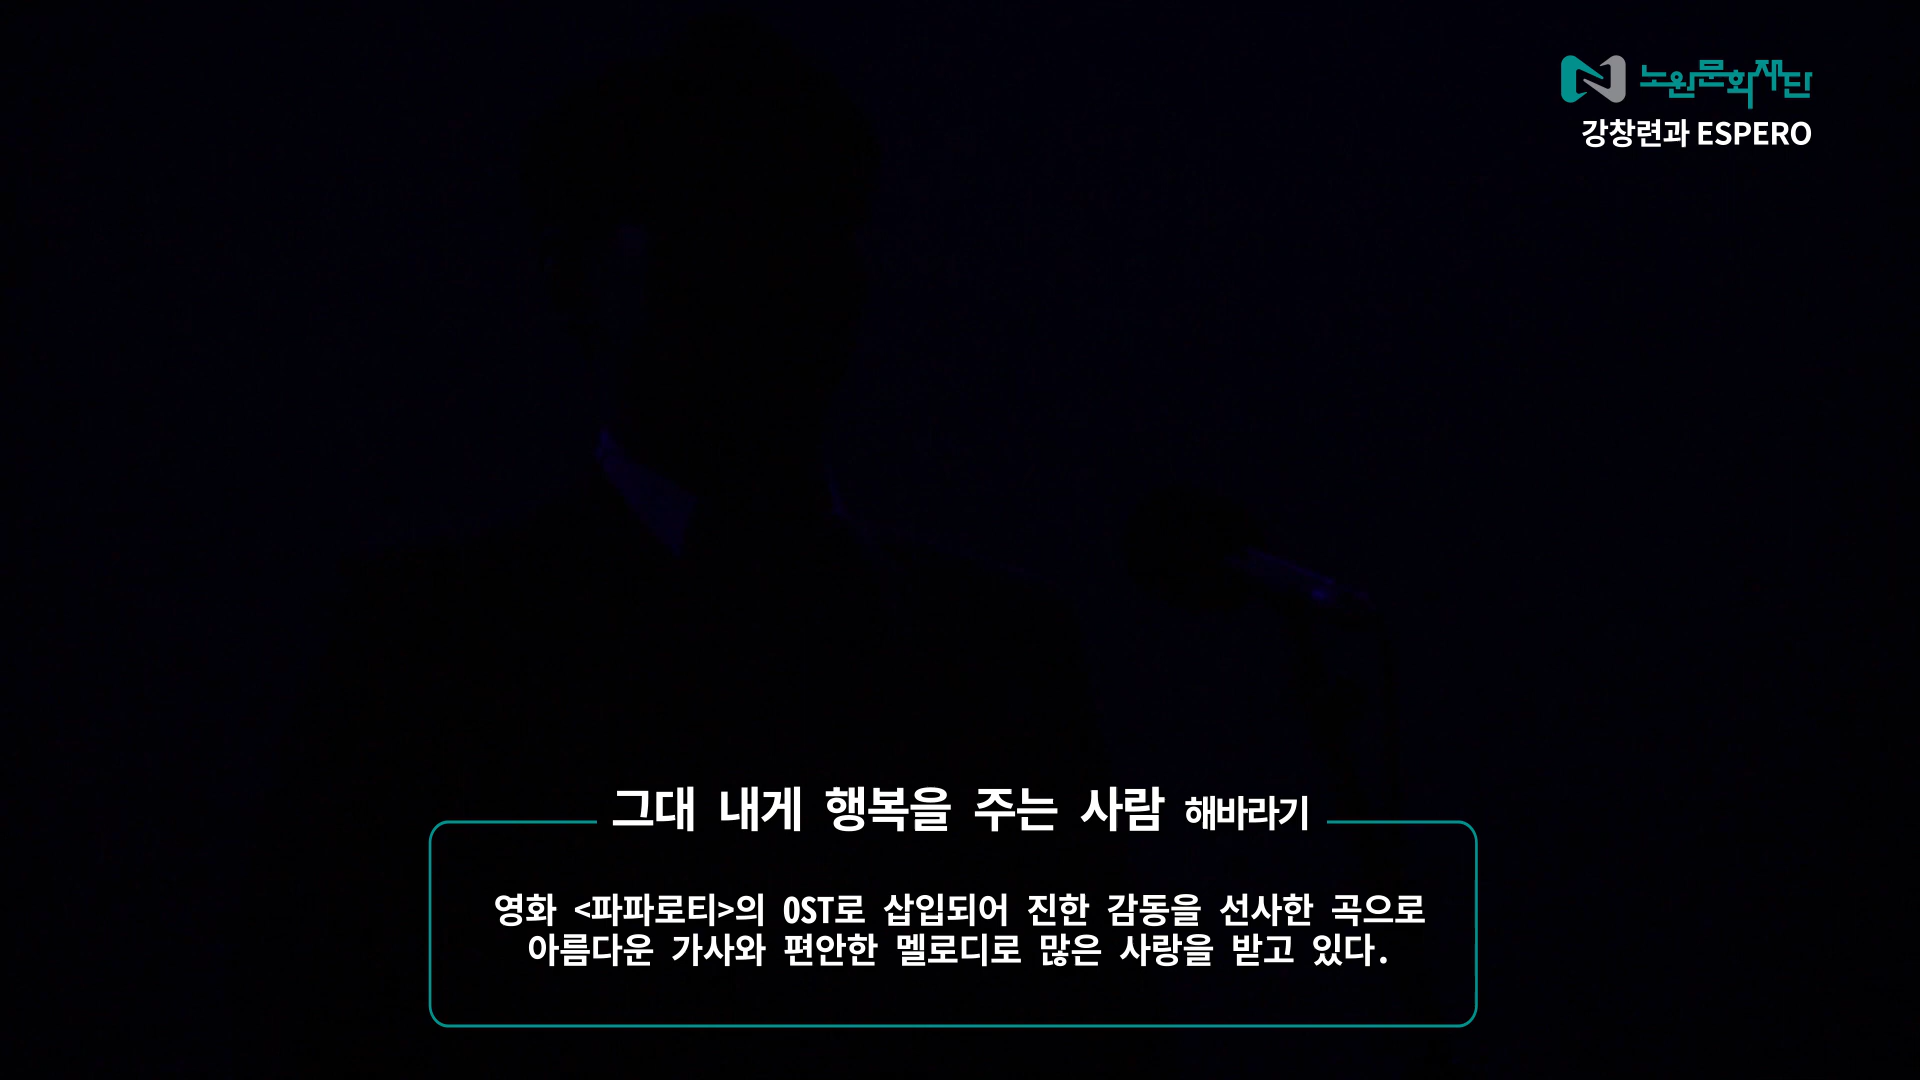 노원문화재단
강창련과 ESPERO
그대 내게 행복을 주는 사람 해바라기
영화 <파파로티>의 OST로 삽입되어 진한 감동을 선사한 곡으로
아름다운 가사와 편안한 멜로디로 많은 사랑을 받고 있다.